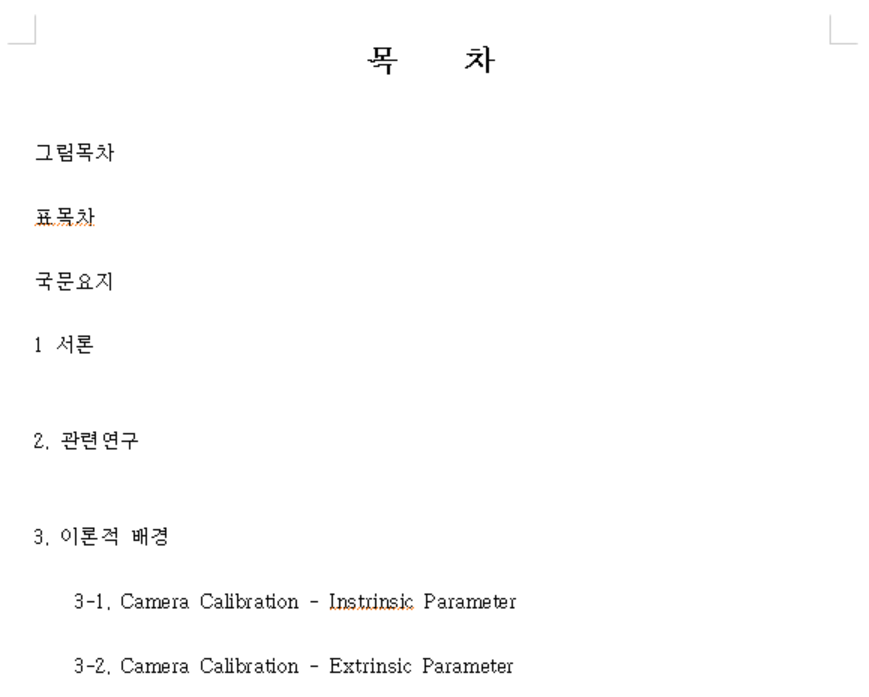 목 차
그림목차
표목차
국문요지
1 서론
2. 관련연구
3. 이론적 배경
3-1. Camera Calibration - Instrinsic Parameter
3-2. Camera Calibration - Extrinsic Parameter